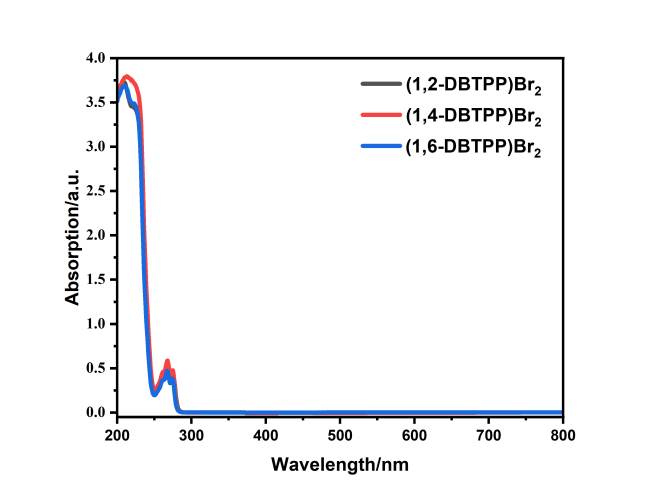 4.0
3.5
3.0
2.5
2.0
1.5
1.0
0.5
0.0
Absorption/a.u.
(1,2-DBTPP)Br₂
(1,4-DBTPP)Br₂
(1,6-DBTPP)Br₂
200 300 400 500 600 700 800
Wavelength/nm